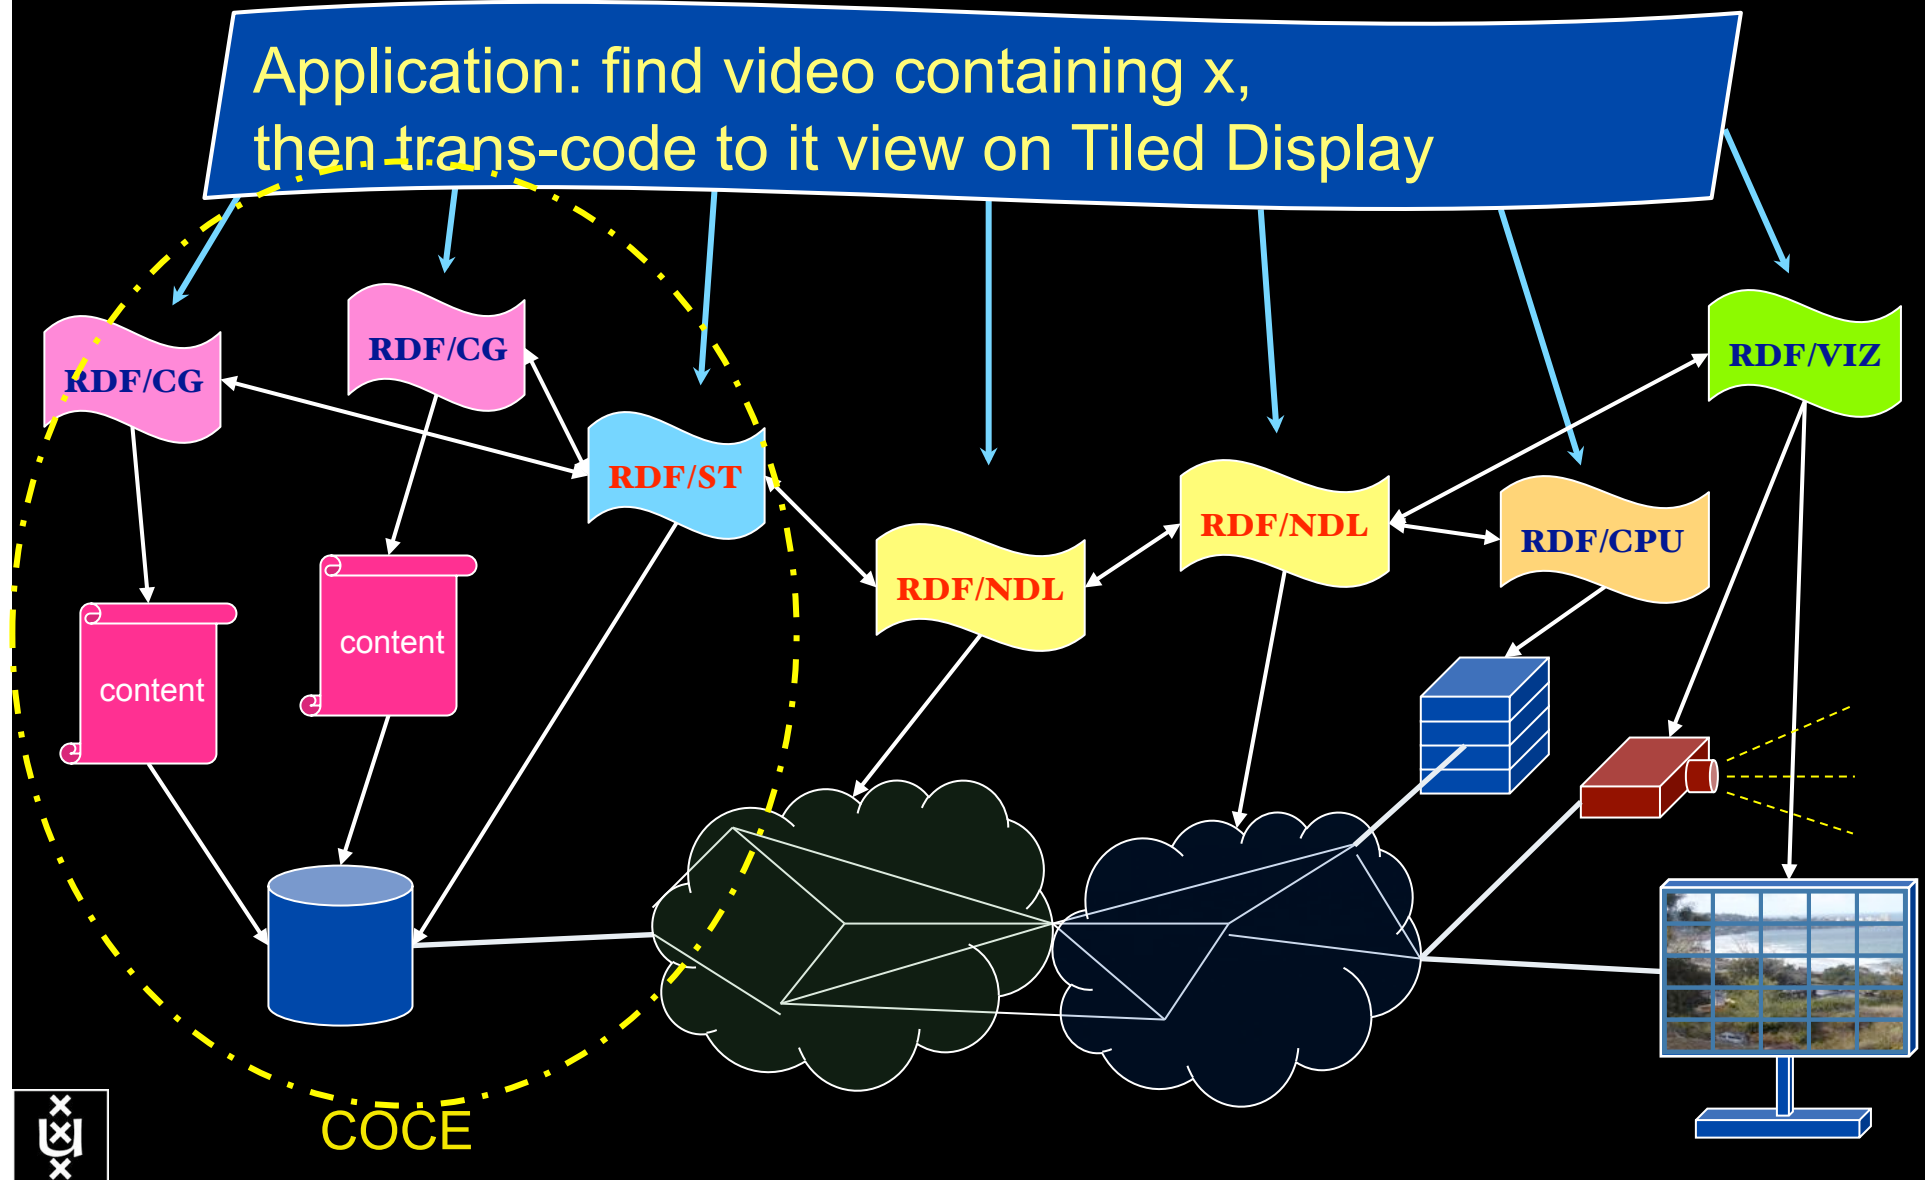 Application: find video containing x,
then trans-code to it view on Tiled Display
RDF/CG
RDF/CG
RDF/ST
RDF/NDL
RDF/NDL
RDF/CPU
RDF/VIZ
content
content
COCE